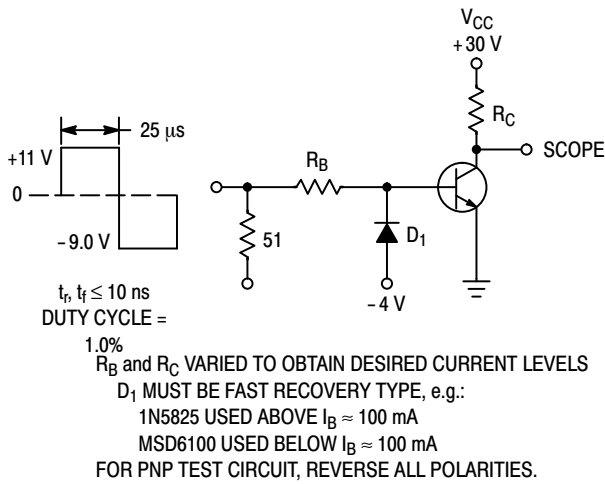 V_CC
+30 V
25 μs
R_C
+11 V
R_B
SCOPE
0
51
D_1
−9.0 V
−4 V
t_r, t_f ≤ 10 ns
DUTY CYCLE =
1.0%
R_B and R_C VARIED TO OBTAIN DESIRED CURRENT LEVELS
D_1 MUST BE FAST RECOVERY TYPE, e.g.:
1N5825 USED ABOVE I_B ≈ 100 mA
MSD6100 USED BELOW I_B ≈ 100 mA
FOR PNP TEST CIRCUIT, REVERSE ALL POLARITIES.